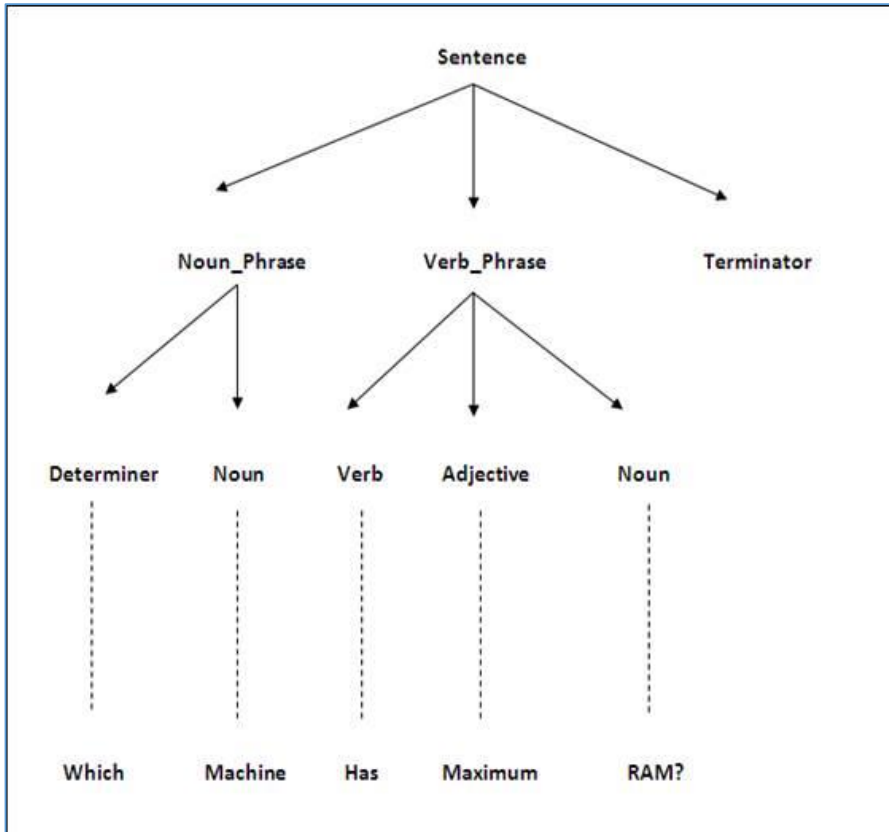 Sentence
Noun_Phrase Verb_Phrase Terminator
Determiner Noun Verb Adjective Noun
Which Machine Has Maximum RAM?